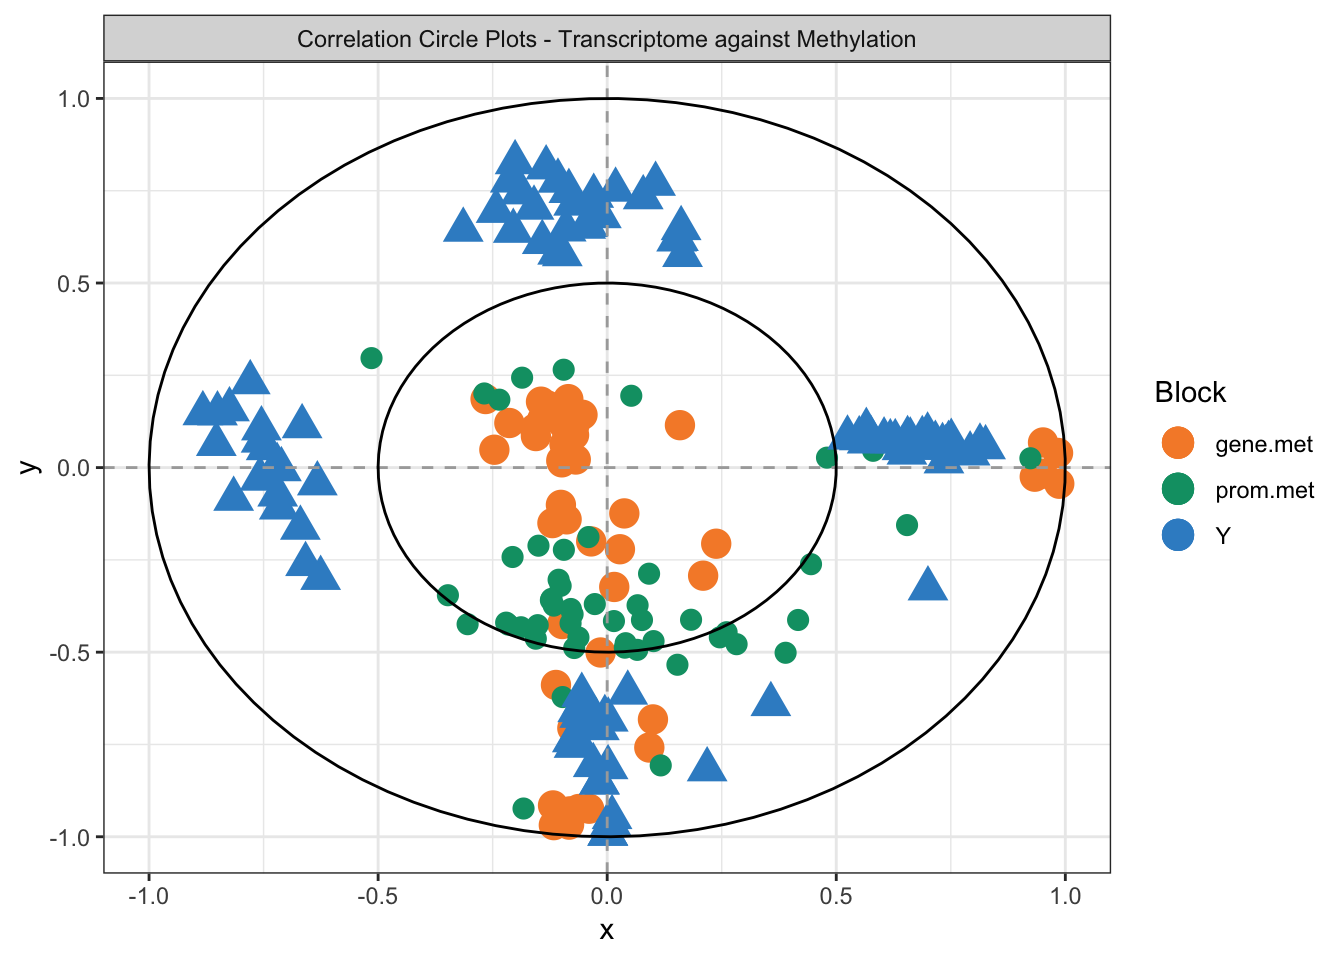 Correlation Circle Plots - Transcriptome against Methylation
1.0
0.5
0.0
-0.5
-1.0
y
-1.0 -0.5 0.0 0.5 1.0
x
Block
gene.met
prom.met
Y